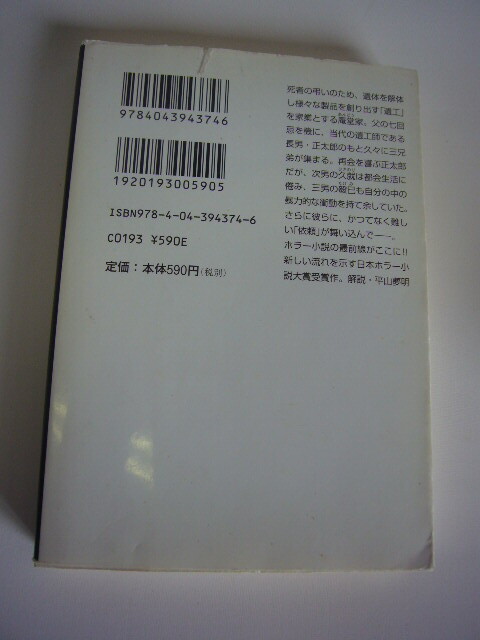 9784043943746
1920193005905
ISBN978-4-04-394374-6
C0193 ¥590E
定価：本体590円（税別）
死者の弔いのため、遺体を解体
し様々な製品を創り出す「遺工」
を家業とする庵堂家。父の七回
忌を機に、当代の遺工師である
長男・正太郎のもと久々に三兄
弟が集まる。再会を喜ぶ正太郎
だが、次男の久就は都会生活に
倦み、三男の毅巳も自分の中の
暴力的な衝動を持て余していた。
さらに彼らに、かつてなく難し
い「依頼」が舞い込んで――。
ホラー小説の最前線がここに!!
新しい流れを示す日本ホラー小
説大賞受賞作。解説・平山夢明